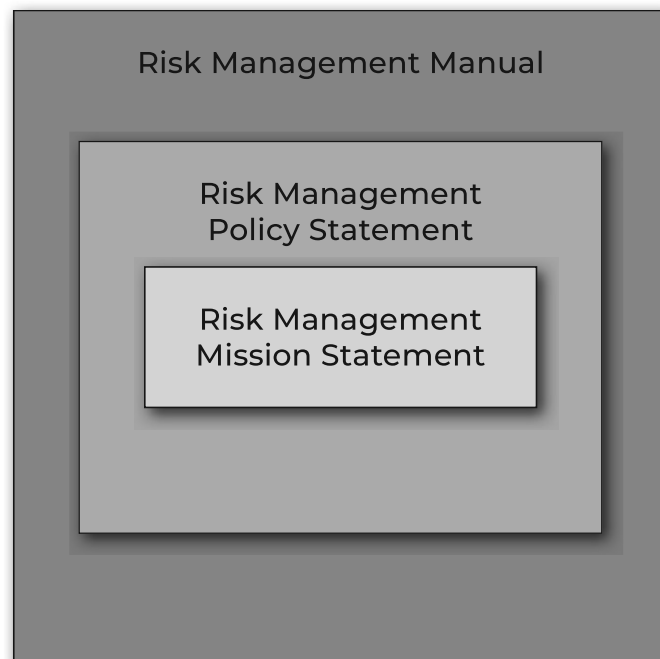 Risk Management Manual
Risk Management
Policy Statement
Risk Management
Mission Statement